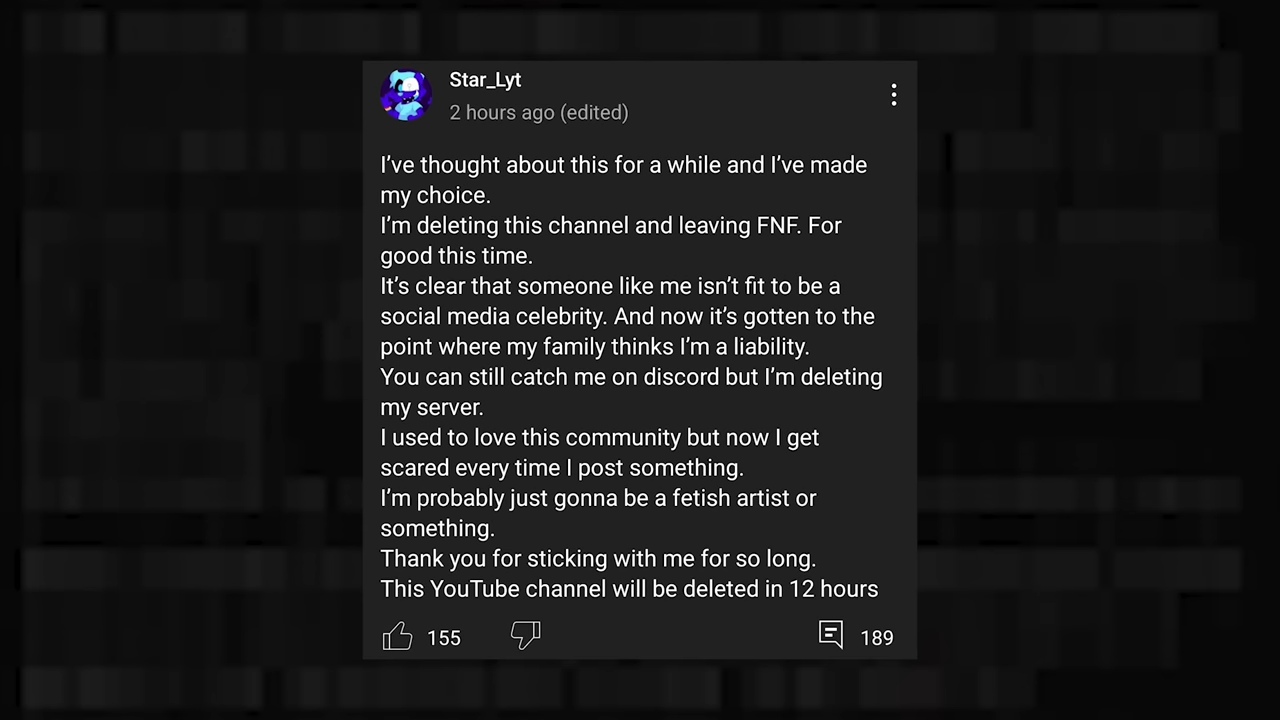 Star_Lyt
2 hours ago (edited)
I’ve thought about this for a while and I’ve made
my choice.
I’m deleting this channel and leaving FNF. For
good this time.
It’s clear that someone like me isn’t fit to be a
social media celebrity. And now it’s gotten to the
point where my family thinks I’m a liability.
You can still catch me on discord but I’m deleting
my server.
I used to love this community but now I get
scared every time I post something.
I’m probably just gonna be a fetish artist or
something.
Thank you for sticking with me for so long.
This YouTube channel will be deleted in 12 hours
155 189